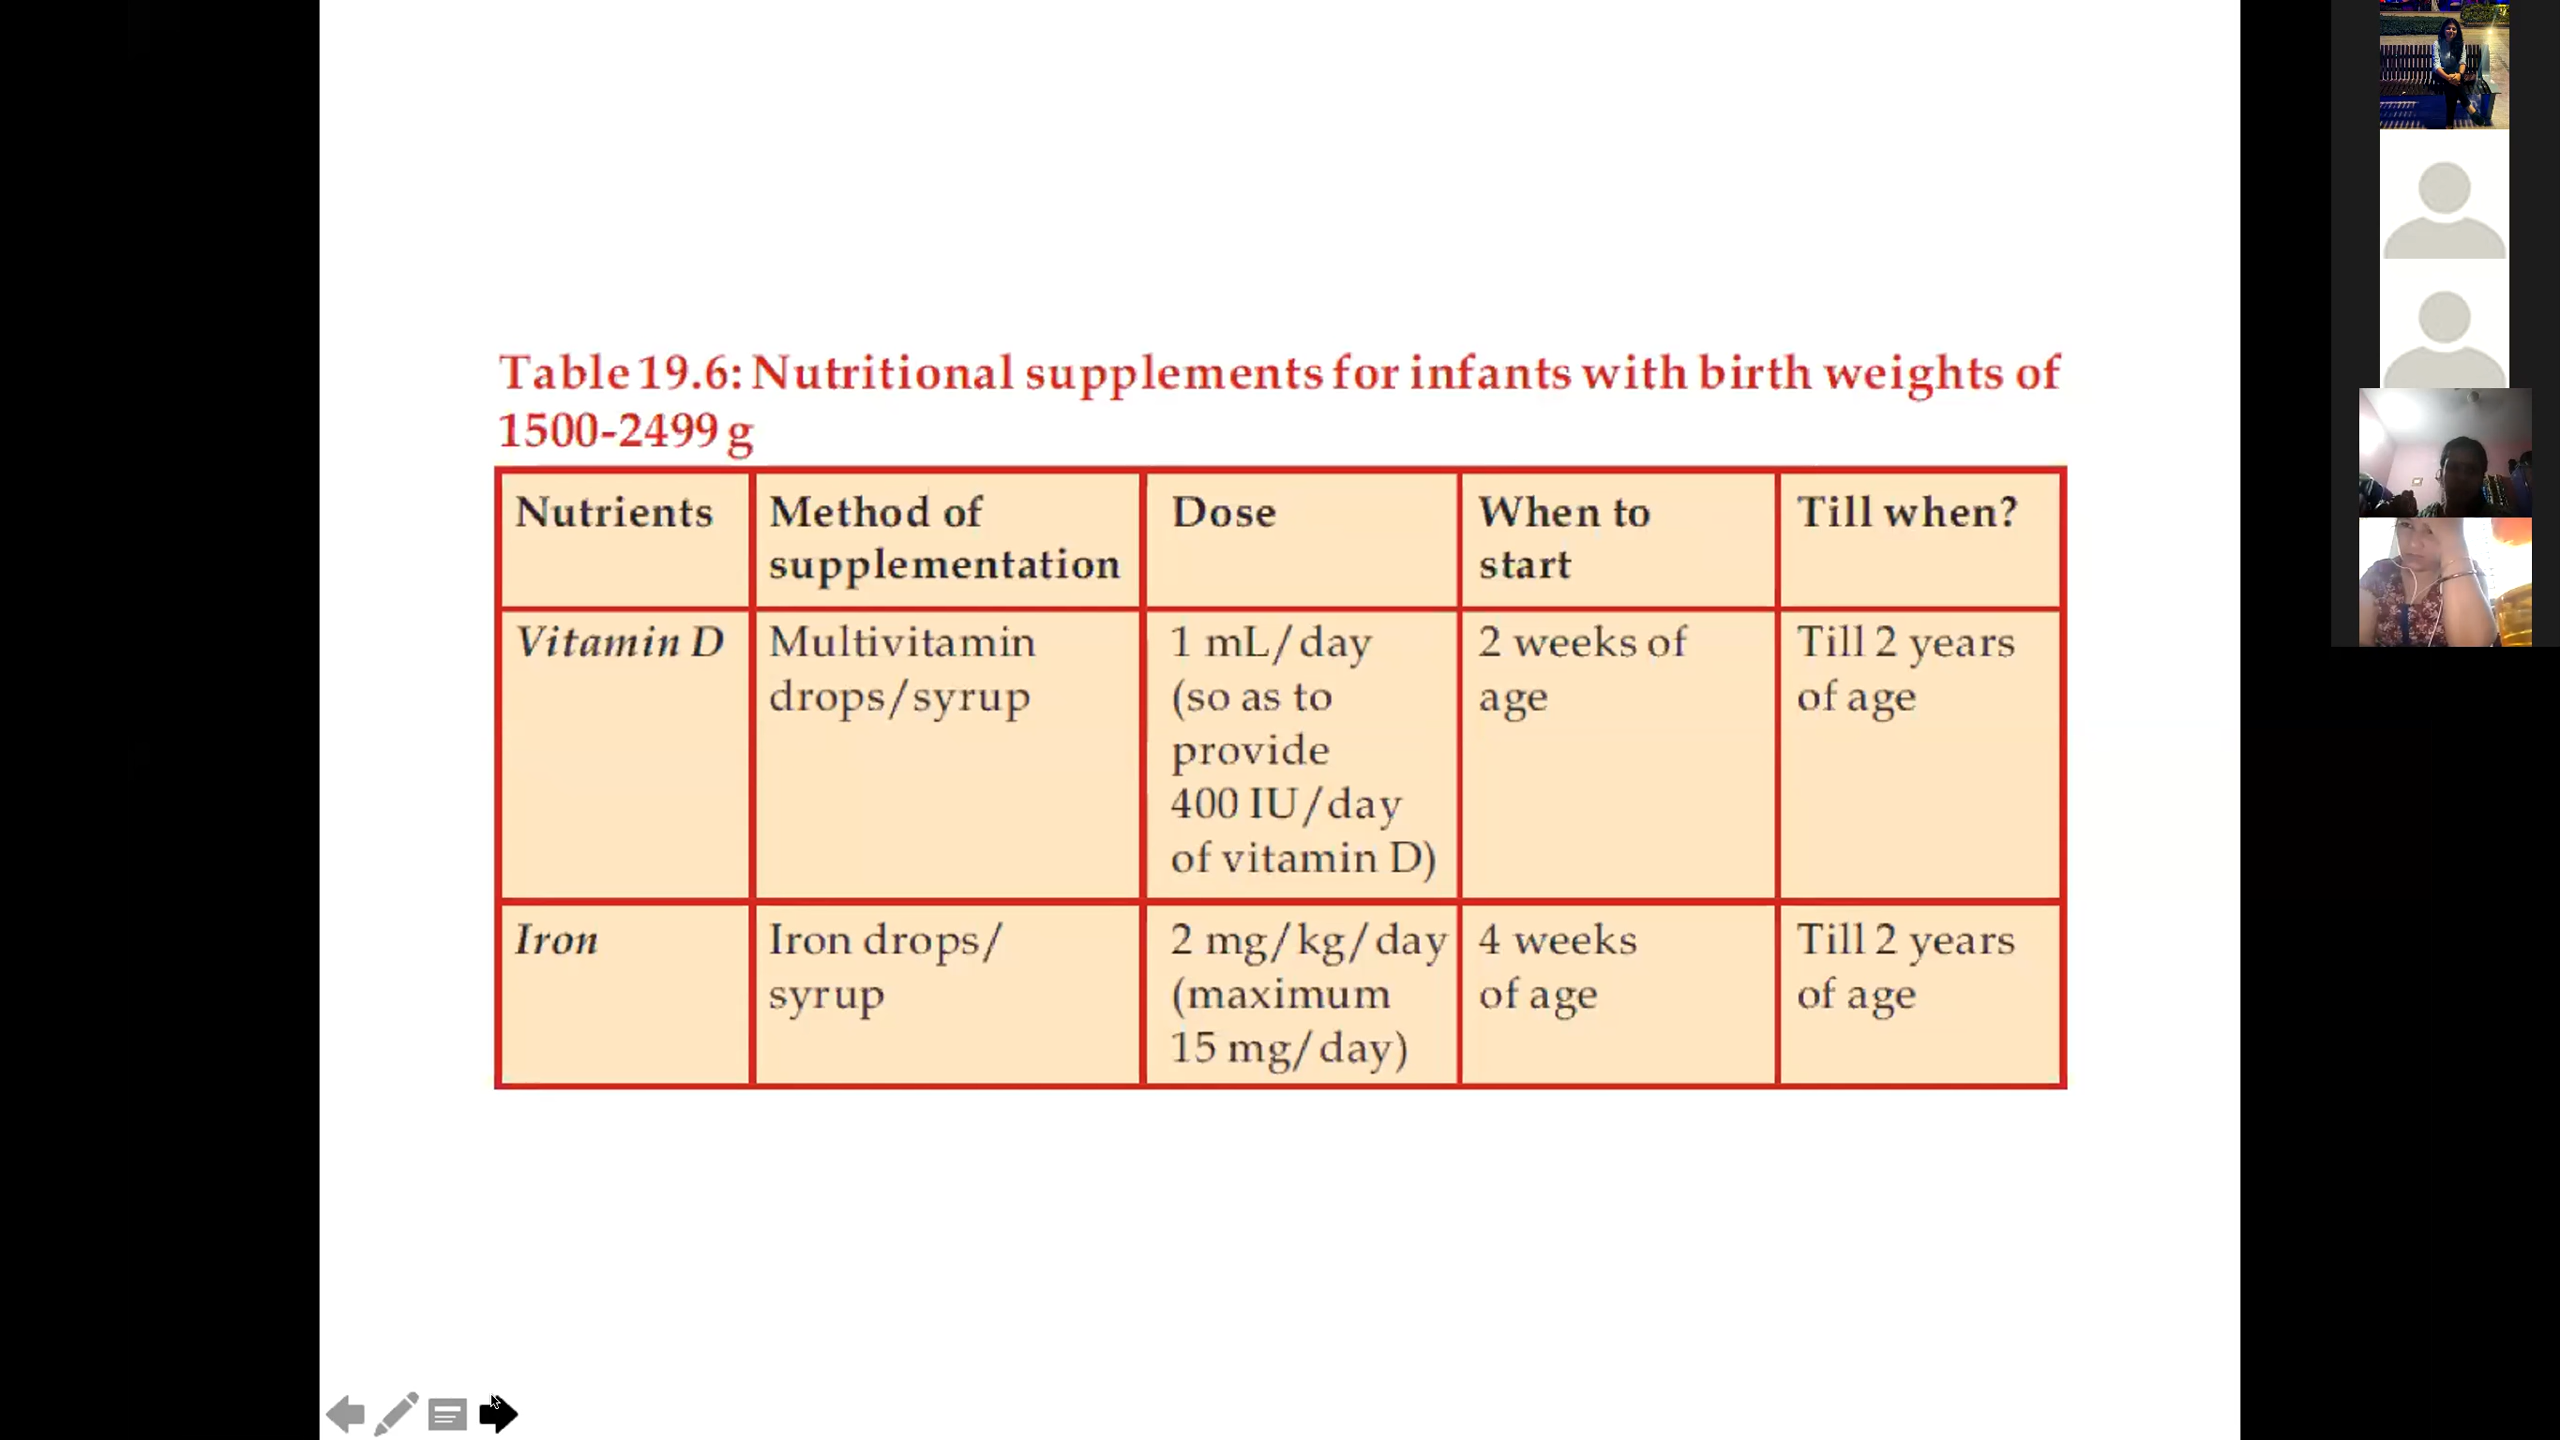 Table 19.6: Nutritional supplements for infants with birth weights of
1500-2499 g
Nutrients
Method of
supplementation
Dose
When to
start
Till when?
Vitamin D
Multivitamin
drops/syrup
1 mL/day
(so as to
provide
400 IU/day
of vitamin D)
2 weeks of
age
Till 2 years
of age
Iron
Iron drops/
syrup
2 mg/kg/day
(maximum
15 mg/day)
4 weeks
of age
Till 2 years
of age